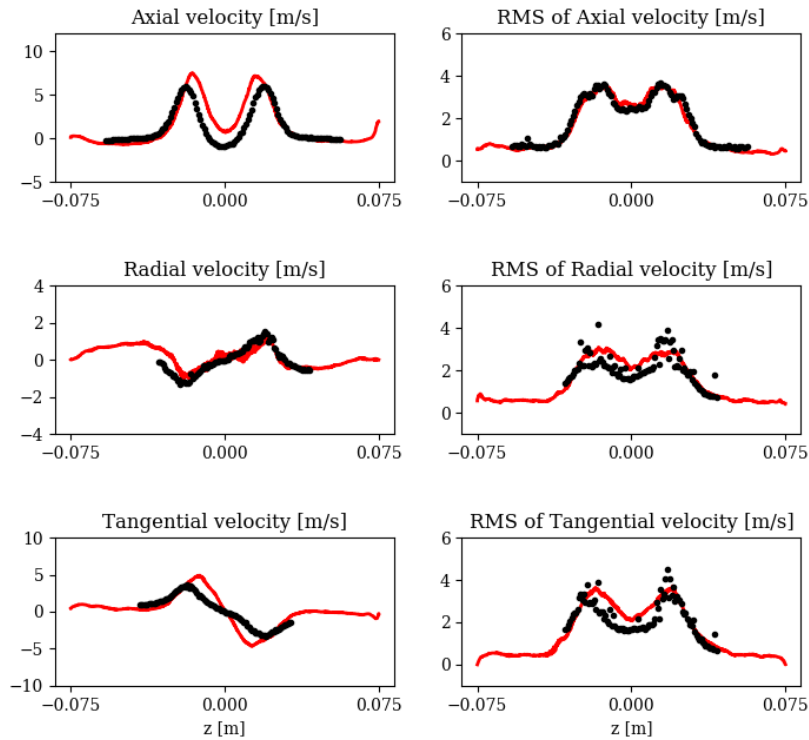 Axial velocity [m/s]
RMS of Axial velocity [m/s]
10
5
0
−5
6
4
2
0
−0.075 0.000 0.075
−0.075 0.000 0.075
Radial velocity [m/s]
RMS of Radial velocity [m/s]
4
2
0
−2
−4
6
4
2
0
−0.075 0.000 0.075
−0.075 0.000 0.075
Tangential velocity [m/s]
RMS of Tangential velocity [m/s]
10
5
0
−5
−10
6
4
2
0
−0.075 0.000 0.075
−0.075 0.000 0.075
z [m]
z [m]